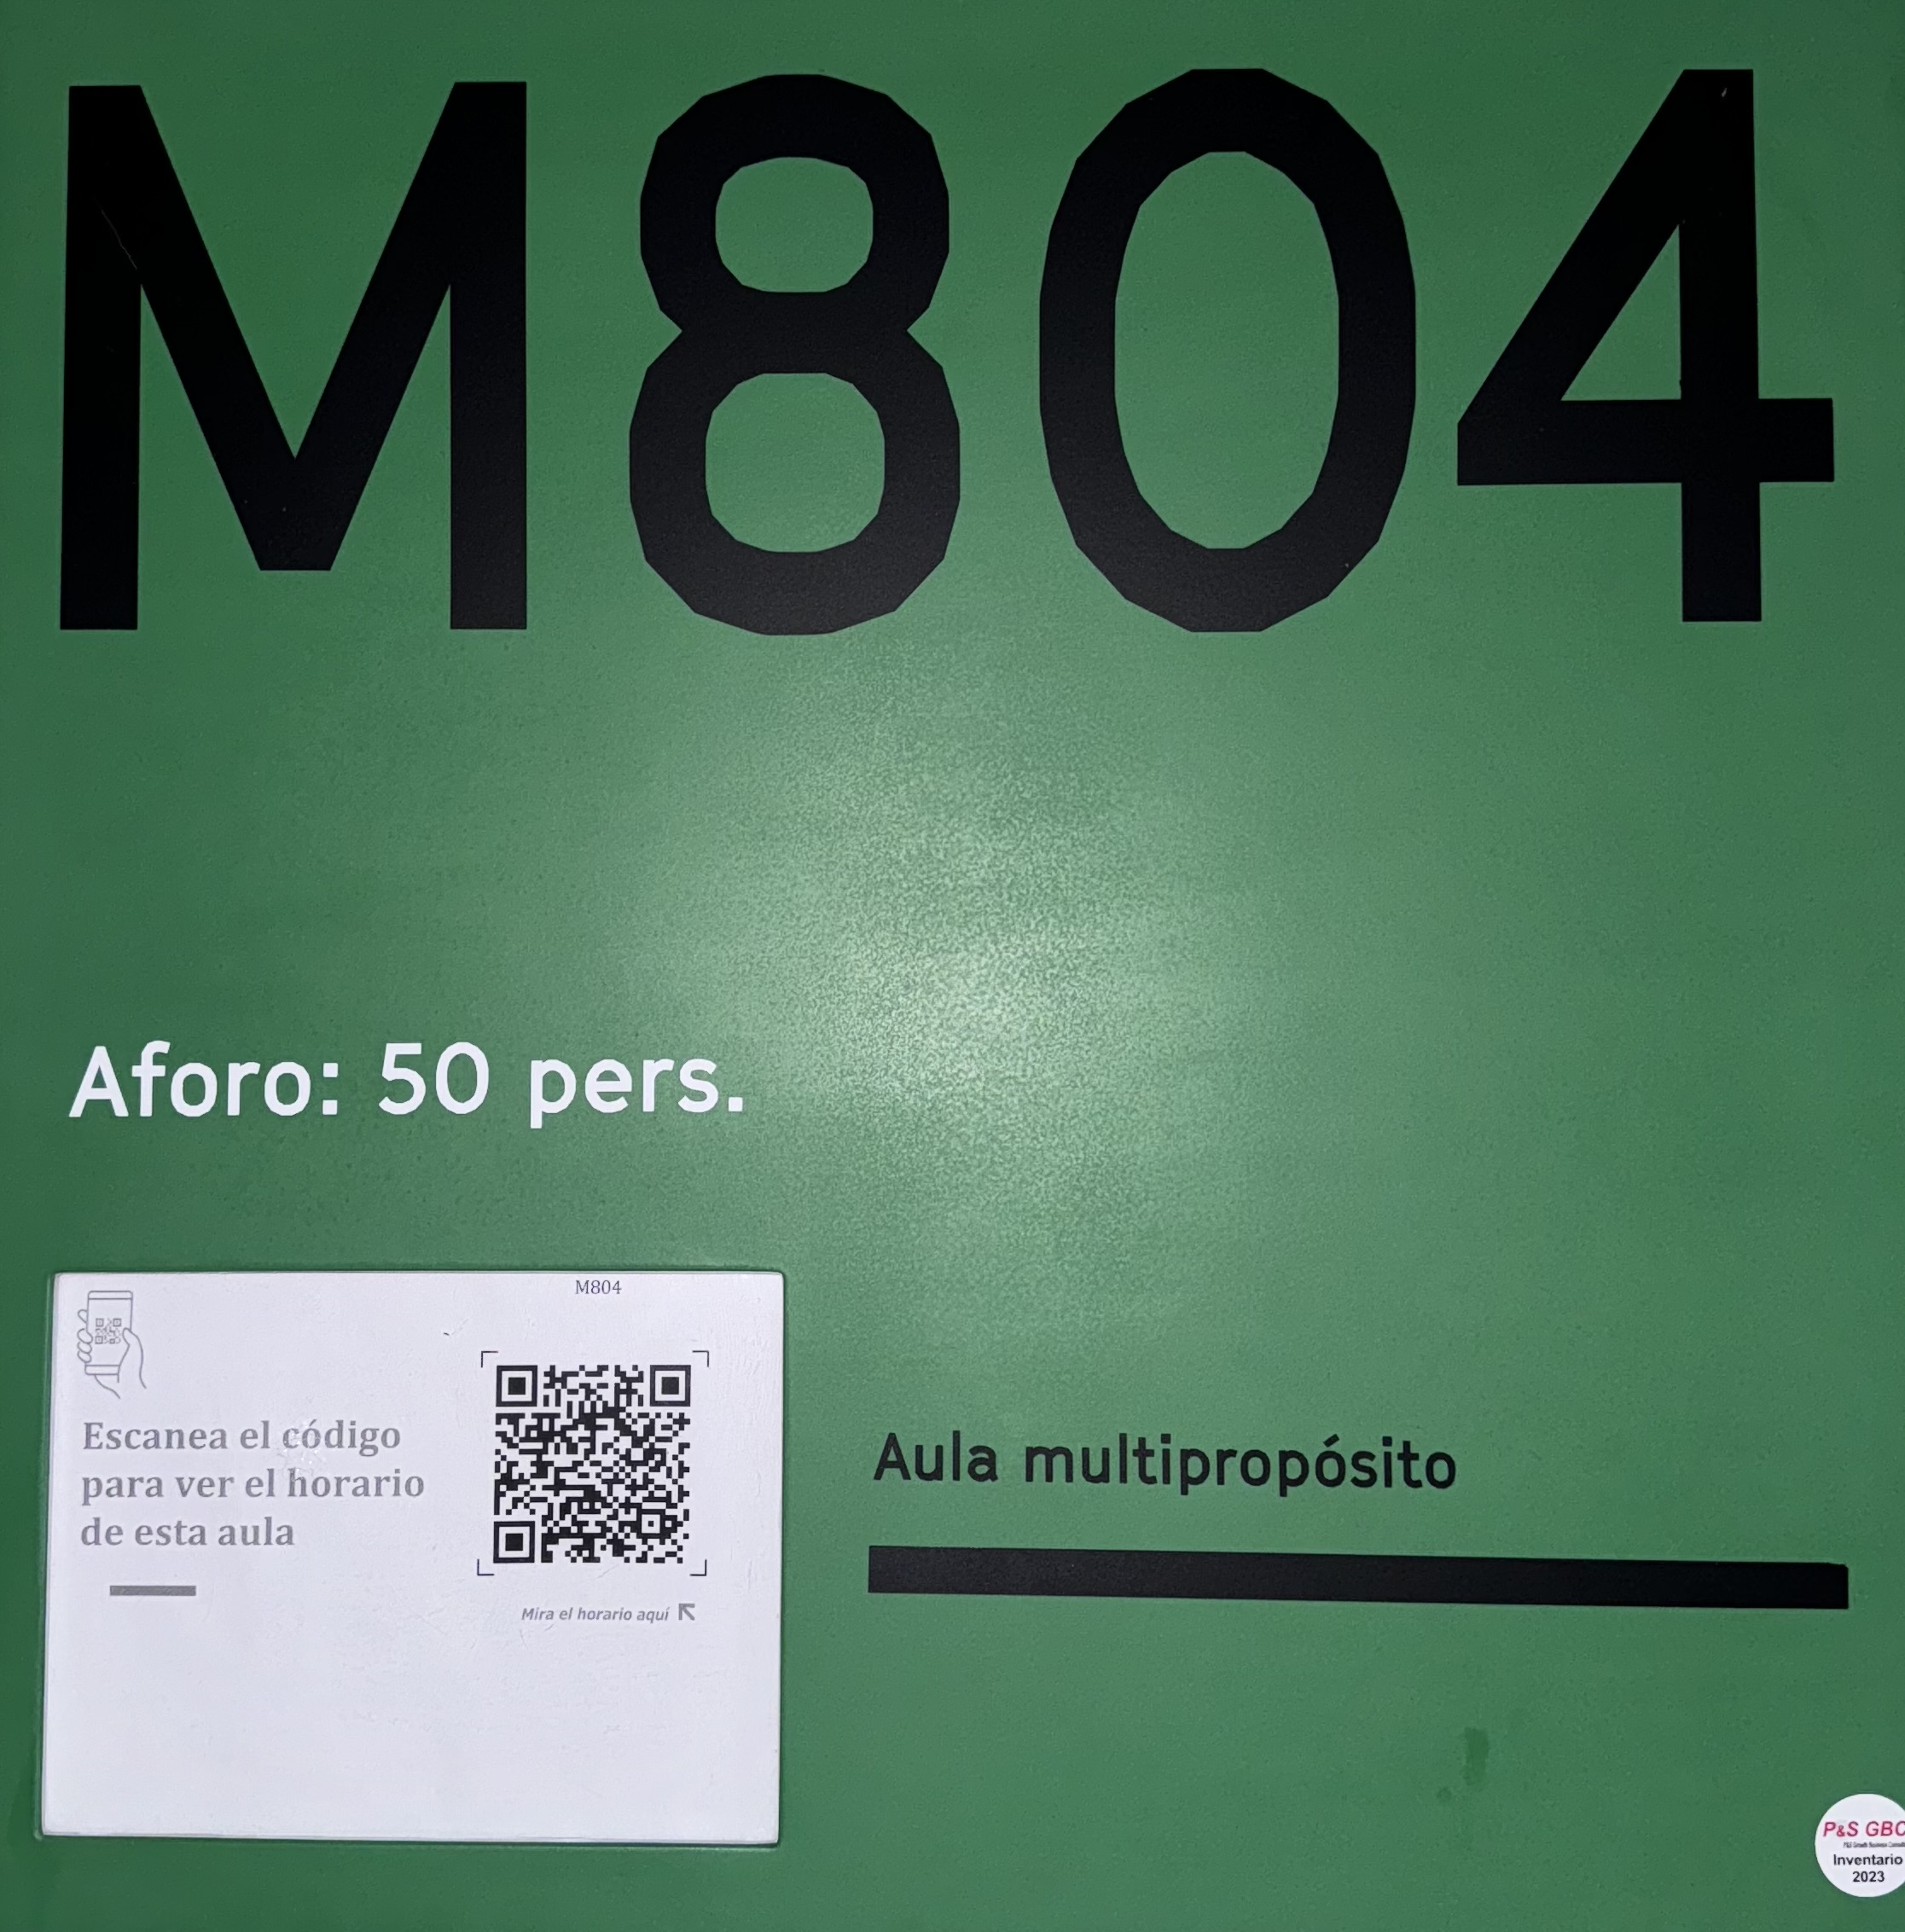 M804
Aforo: 50 pers.
M804
Escanea el código
para ver el horario
de esta aula
Mira el horario aquí
Aula multipropósito
P&S GBC
Inventario
2023